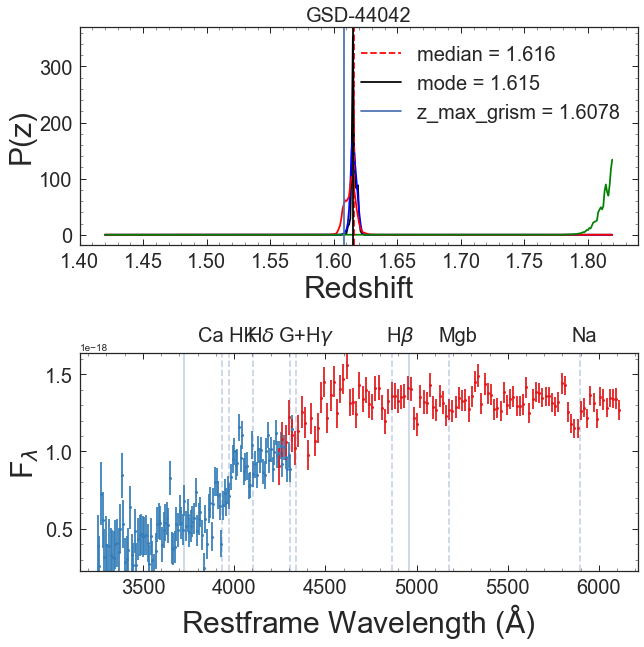 GSD-44042
P(z)
300
200
100
0
median = 1.616
mode = 1.615
z_max_grism = 1.6078
1.40 1.45 1.50 1.55 1.60 1.65 1.70 1.75 1.80
Redshift
Ca HK Hδ G+Hγ Hβ Mgb Na
1e−18
F_λ
1.5
1.0
0.5
3500 4000 4500 5000 5500 6000
Restframe Wavelength (Å)